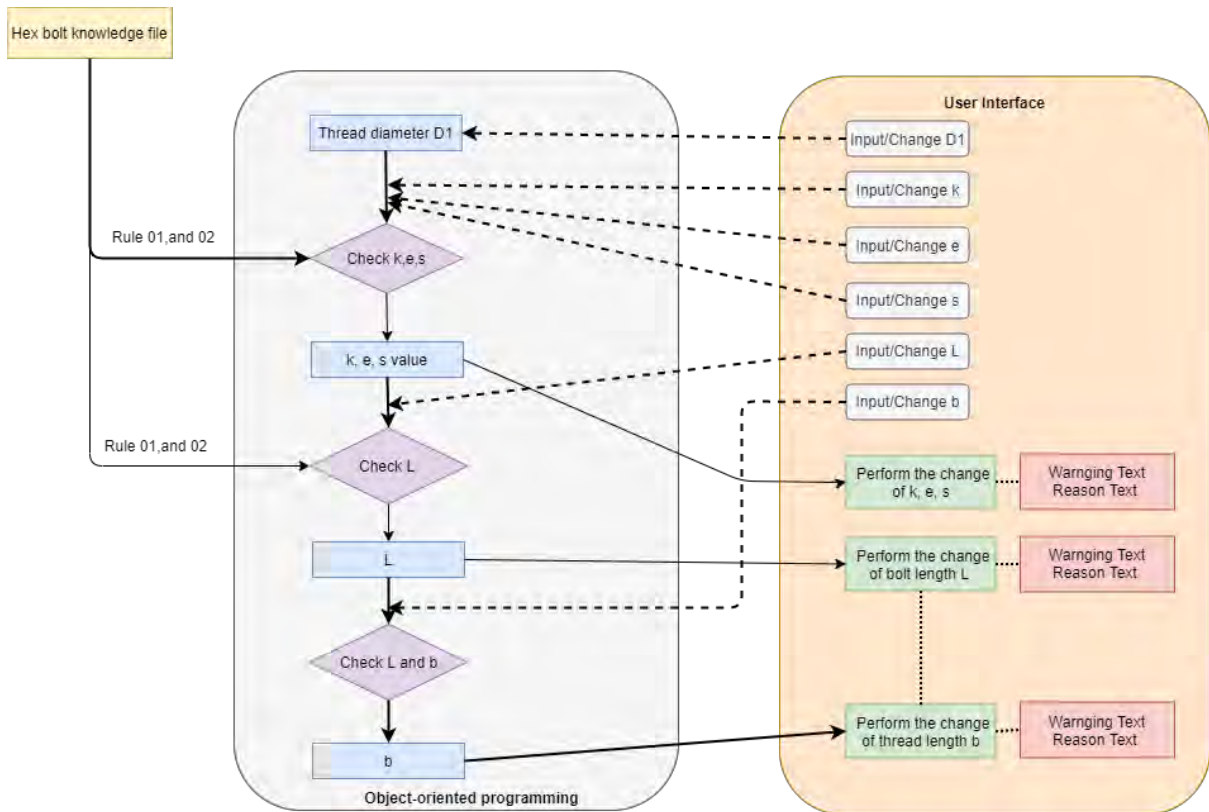 Hex bolt knowledge file
User Interface
Thread diameter D1
Input/Change D1
Input/Change k
Rule 01,and 02
Check k,e,s
Input/Change e
Input/Change s
k, e, s value
Input/Change L
Input/Change b
Rule 01,and 02
Check L
Perform the change
of k, e, s
Warnging Text
Reason Text
L
Perform the change
of bolt length L
Warnging Text
Reason Text
Check L and b
Perform the change
of thread length b
Warnging Text
Reason Text
b
Object-oriented programming